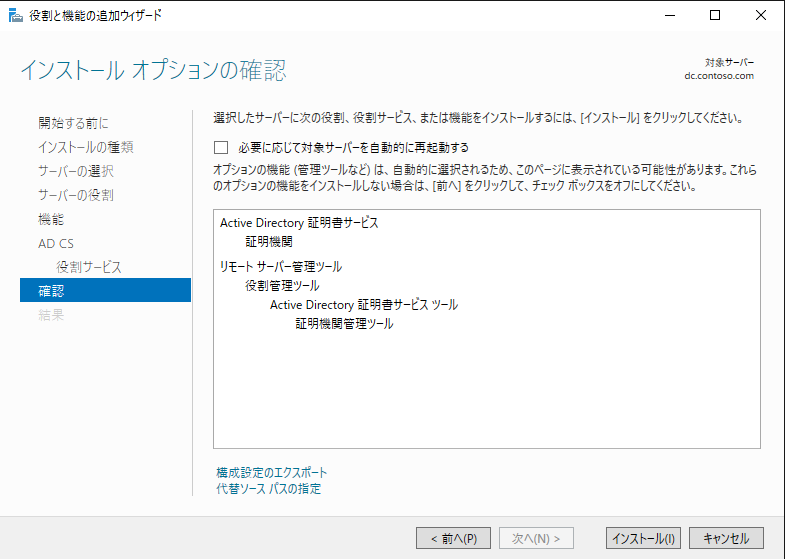 役割と機能の追加ウィザード
インストール オプションの確認
対象サーバー
dc.contoso.com
開始する前に
インストールの種類
サーバーの選択
サーバーの役割
機能
AD CS
役割サービス
確認
結果
選択したサーバーに次の役割、役割サービス、または機能をインストールするには、[インストール] をクリックしてください。
必要に応じて対象サーバーを自動的に再起動する
オプションの機能 (管理ツールなど) は、自動的に選択されるため、このページに表示されている可能性があります。これら
のオプションの機能をインストールしない場合は、[前へ] をクリックして、チェック ボックスをオフにしてください。
Active Directory 証明書サービス
証明機関
リモート サーバー管理ツール
役割管理ツール
Active Directory 証明書サービス ツール
証明機関管理ツール
構成設定のエクスポート
代替ソース パスの指定
< 前へ(P)
次へ(N) >
インストール(I)
キャンセル